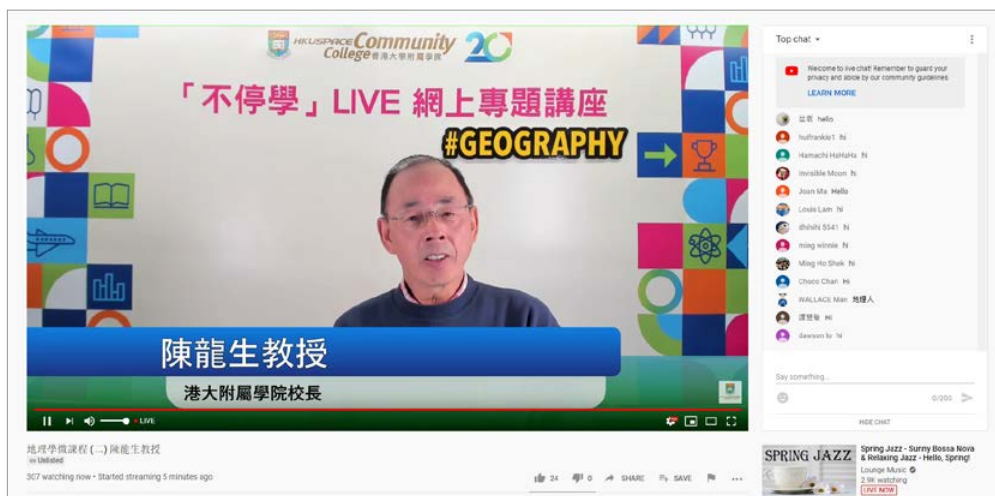 HKU SPACE Community
College 香港大學附屬學院
20
「不停學」LIVE 網上專題講座
#GEOGRAPHY
陳龍生教授
港大附屬學院校長
LIVE
地理學微課程 (二) 陳龍生教授
Unlisted
307 watching now • Started streaming 5 minutes ago
24
0
SHARE
SAVE
Top chat
Welcome to live chat! Remember to guard your
privacy and abide by our community guidelines.
LEARN MORE
hello
huifrankie1 hi
Hamachi HaHaHa hi
Invisible Moon hi
Joan Ma Hello
Louis Lam hi
dhihihi 5541 hi
ming winnie hi
Ming Ho Shek hi
Choco Chan Hi
WALLACE Man 地理人
Hi
dawson lo hi
Say something...
0/200
HIDE CHAT
SPRING JAZZ
Spring Jazz - Sunny Bossa Nova
& Relaxing Jazz - Hello, Spring!
Lounge Music
2.9K watching
LIVE NOW